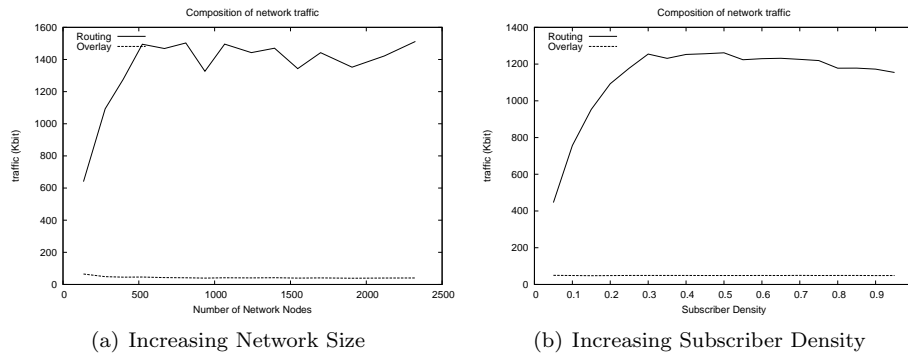 Composition of network traffic
1600
1400
1200
1000
800
600
400
200
0
traffic (Kbit)
Routing
Overlay
0 500 1000 1500 2000 2500
Number of Network Nodes
(a) Increasing Network Size
Composition of network traffic
1400
1200
1000
800
600
400
200
0
traffic (Kbit)
Routing
Overlay
0 0.1 0.2 0.3 0.4 0.5 0.6 0.7 0.8 0.9
Subscriber Density
(b) Increasing Subscriber Density